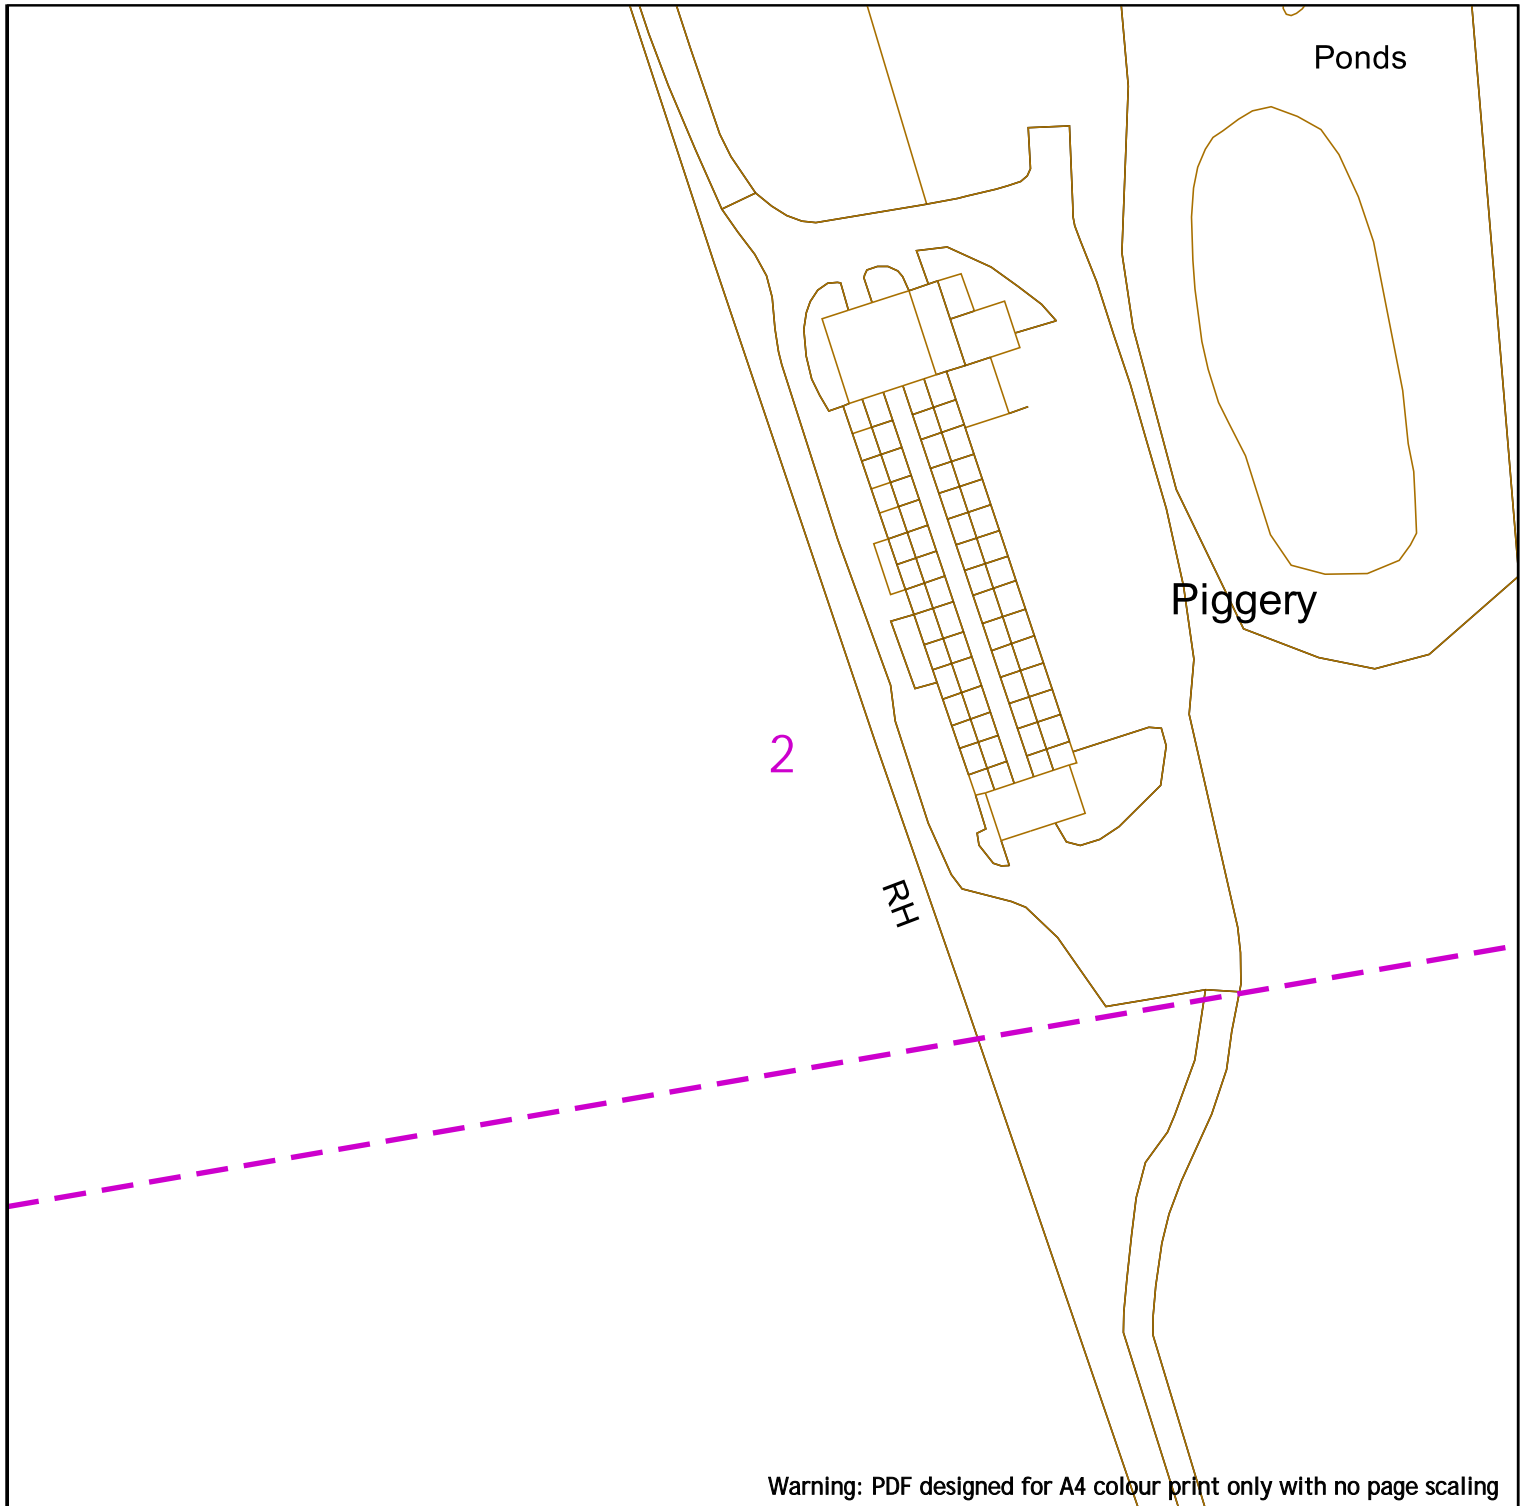 Ponds
Piggery
2
RH
Warning: PDF designed for A4 colour print only with no page scaling